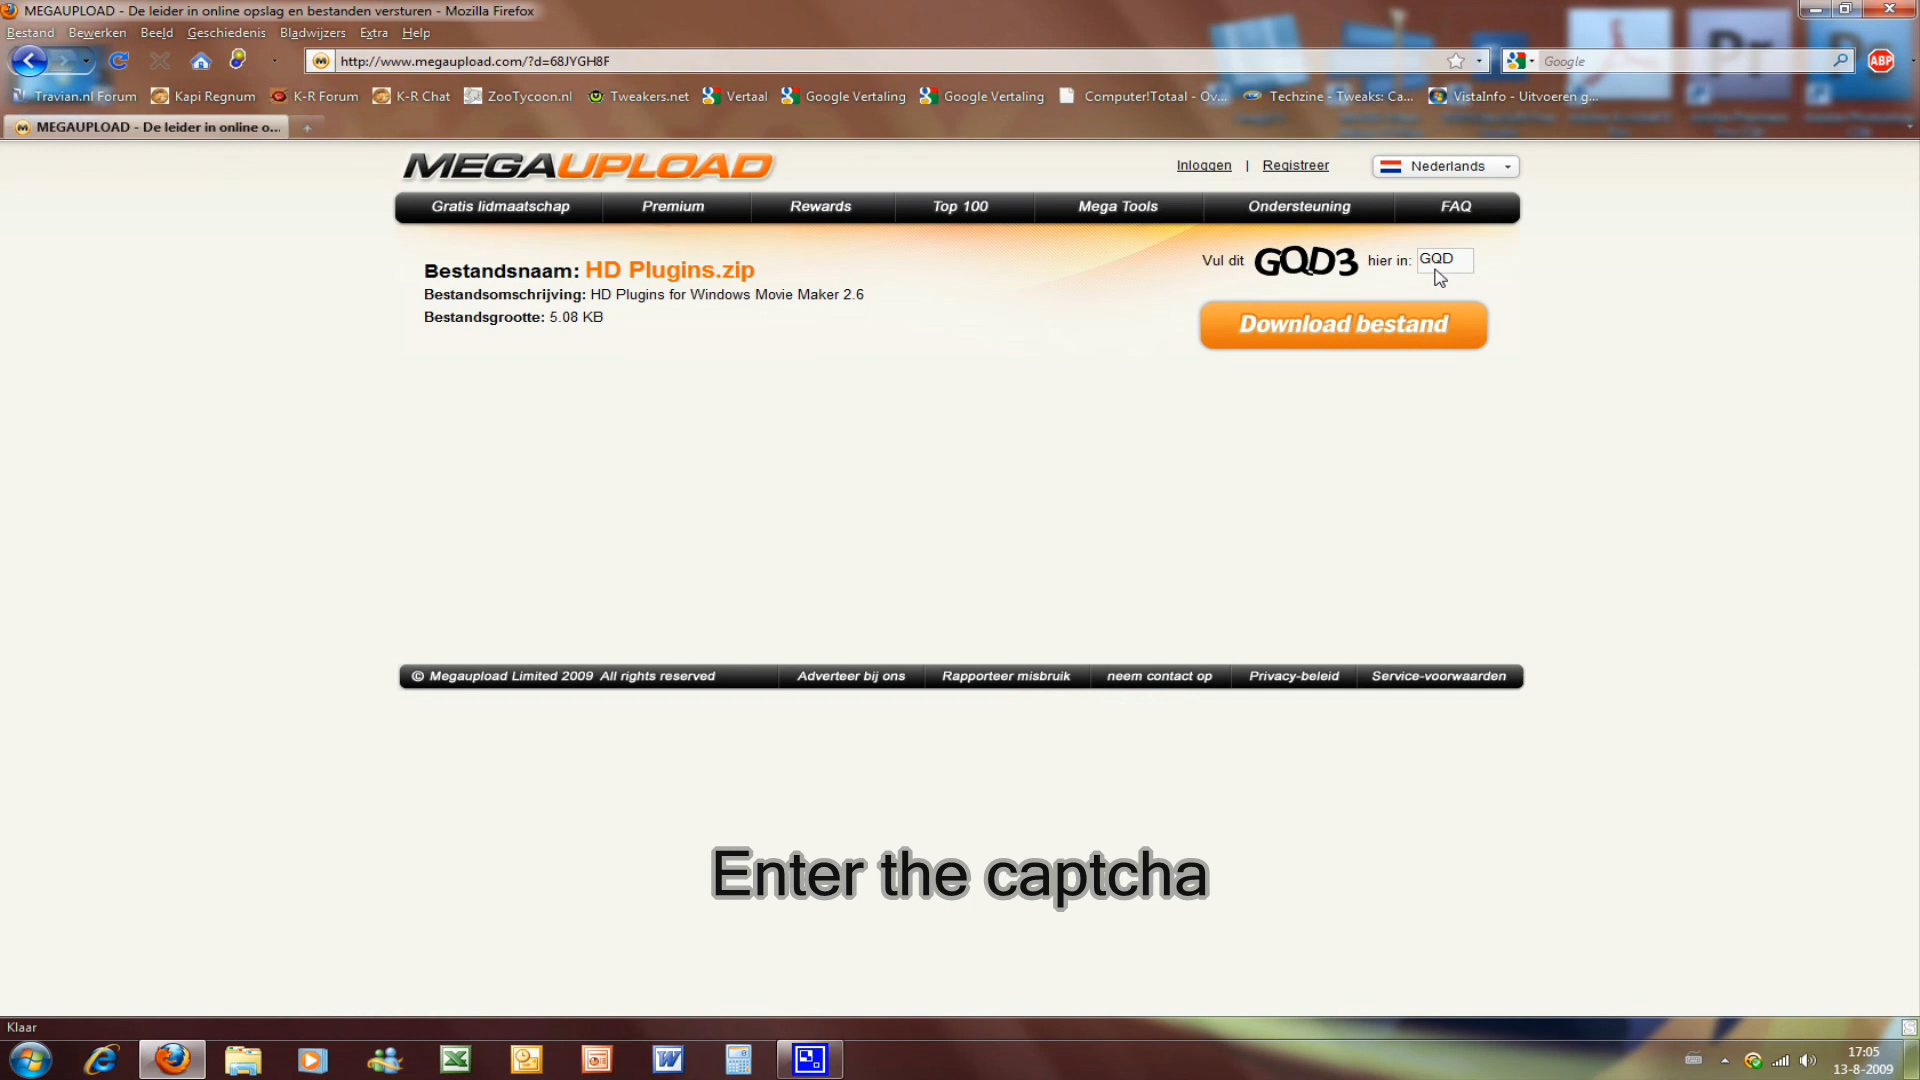 MEGAUPLOAD - De leider in online opslag en bestanden versturen - Mozilla Firefox
Bestand Bewerken Beeld Geschiedenis Bladwijzers Extra Help
http://www.megaupload.com/?d=68JYGH8F Google ABP
Travian.nl Forum Kapi Regnum K-R Forum K-R Chat ZooTycoon.nl Tweakers.net Vertaal Google Vertaling Google Vertaling Computer!Totaal - Ov... Techzine - Tweaks: Ca... VistaInfo - Uitvoeren g...
MEGAUPLOAD - De leider in online o...
MEGAUPLOAD Inloggen | Registreer Nederlands
Gratis lidmaatschap Premium Rewards Top 100 Mega Tools Ondersteuning FAQ
Vul dit GQD3 hier in: GQD
Bestandsnaam: HD Plugins.zip
Bestandsomschrijving: HD Plugins for Windows Movie Maker 2.6
Bestandsgrootte: 5.08 KB
Download bestand
© Megaupload Limited 2009 All rights reserved Adverteer bij ons Rapporteer misbruik neem contact op Privacy-beleid Service-voorwaarden
Enter the captcha
Klaar
17:05
13-8-2009